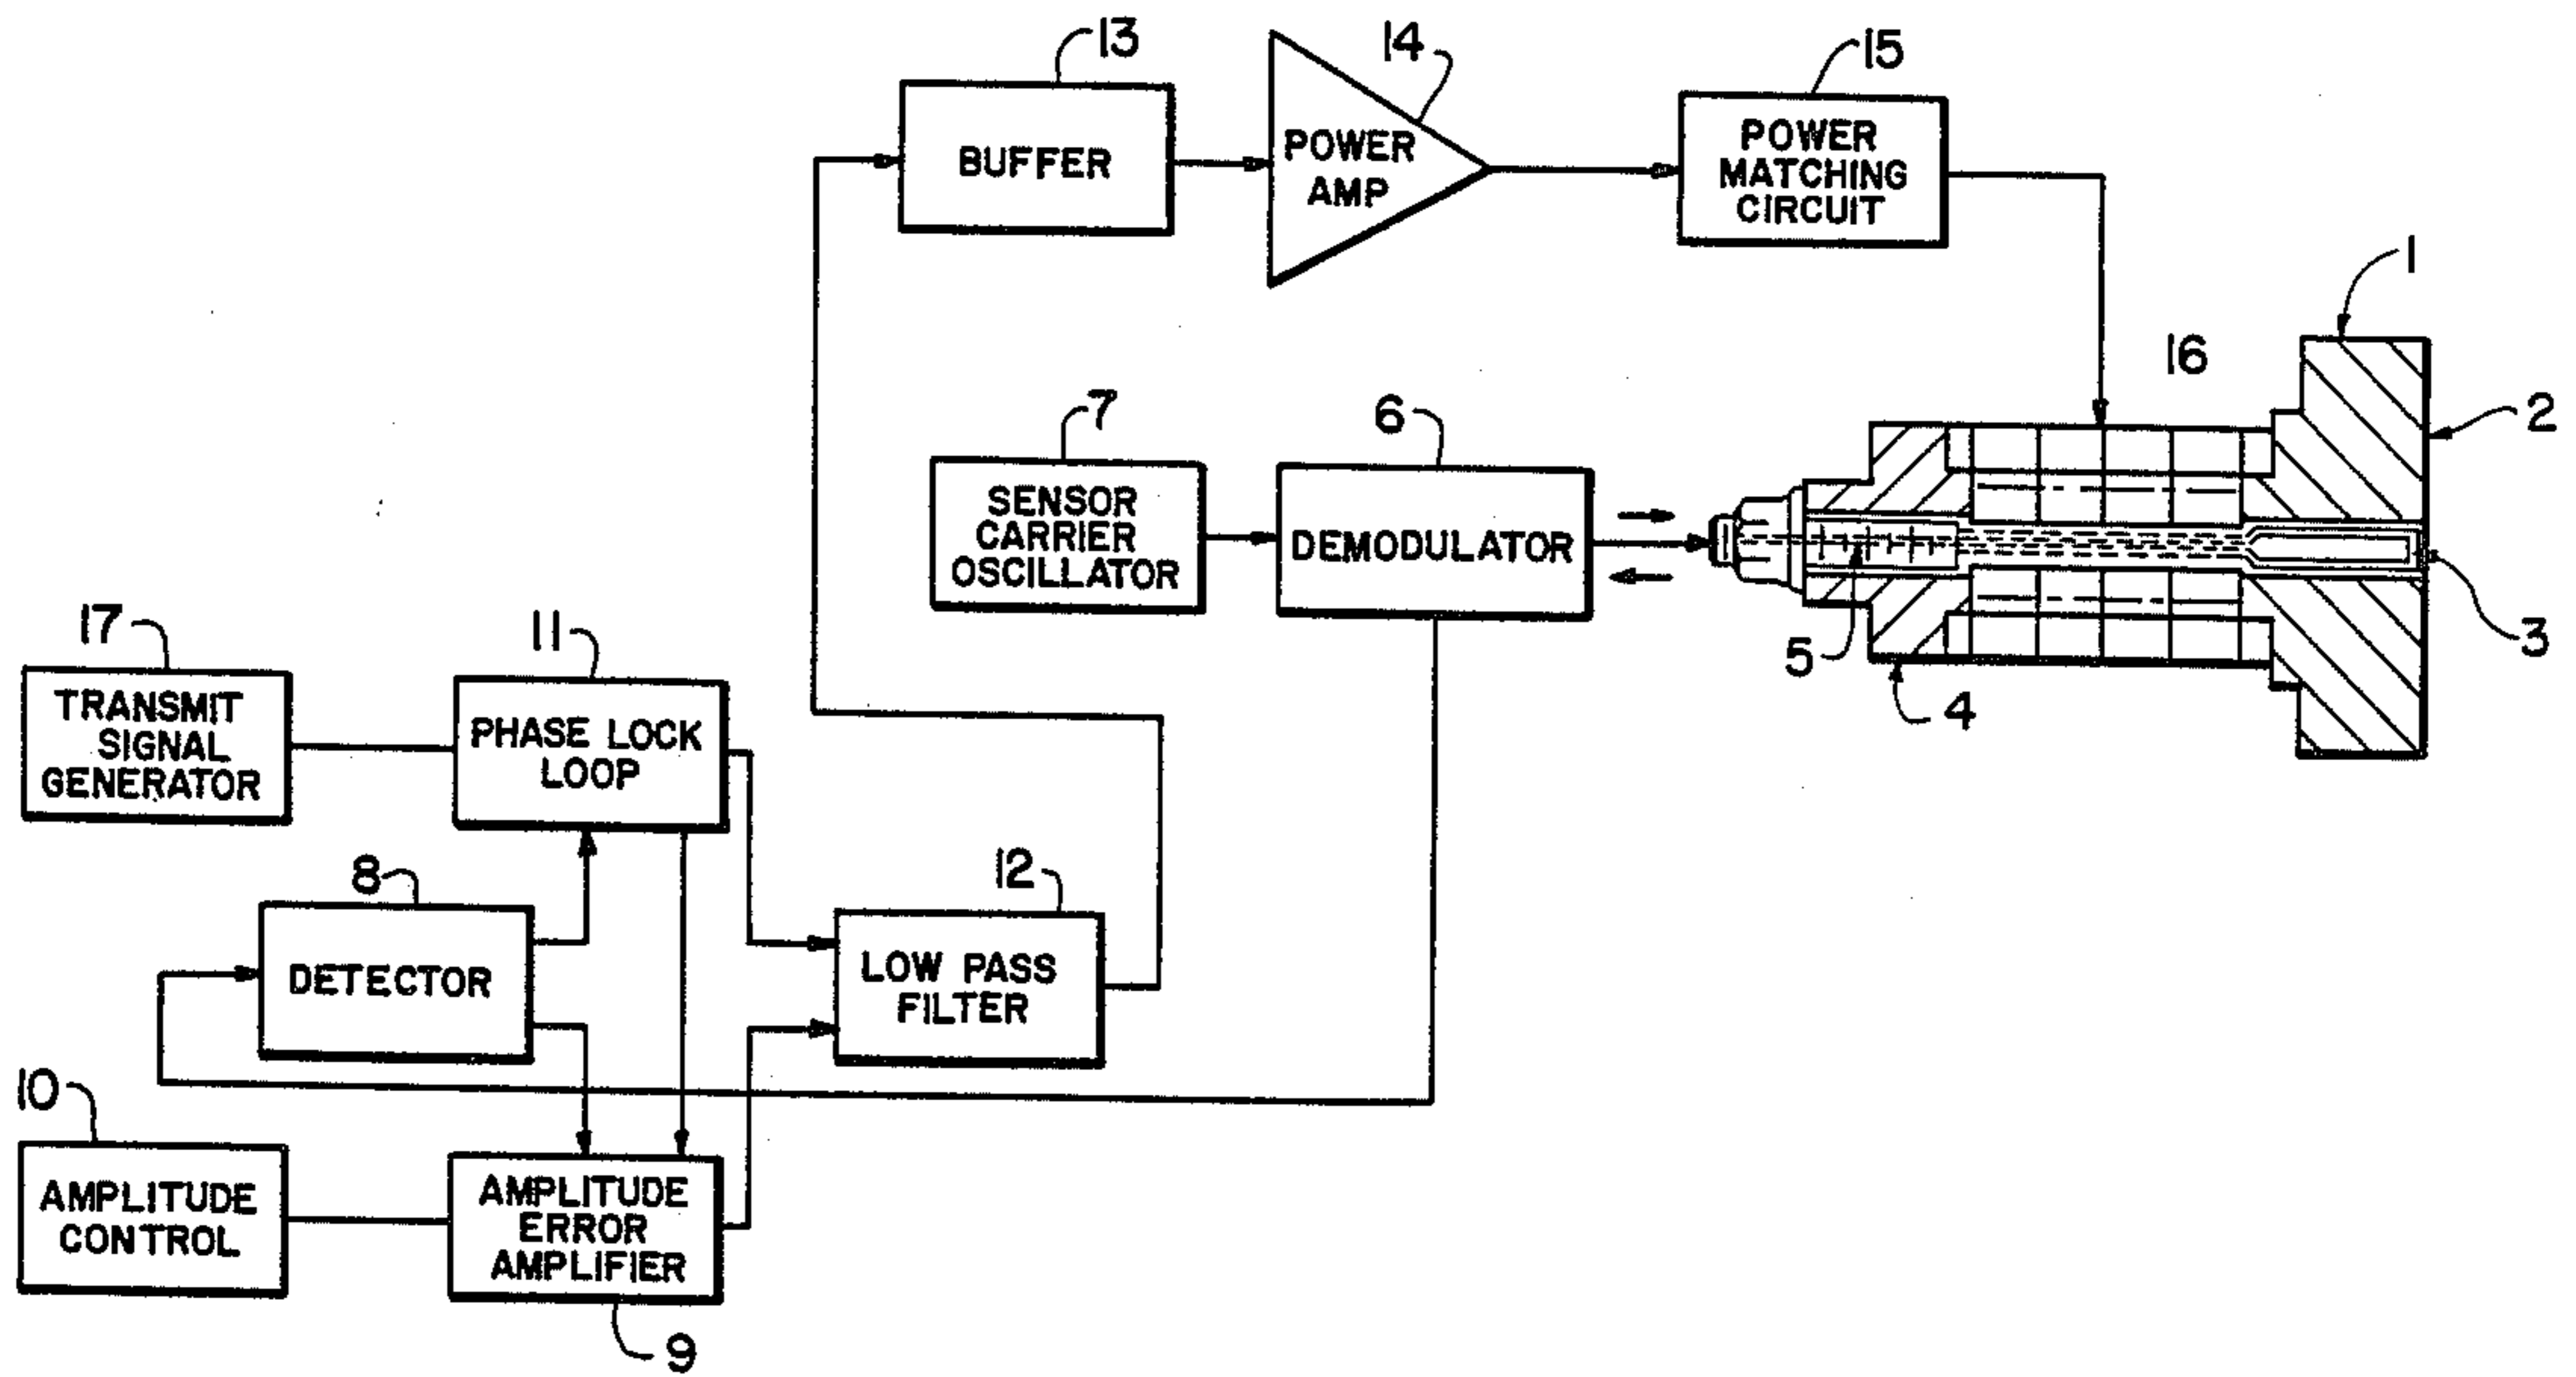 13
14
15
BUFFER
POWER
AMP
POWER
MATCHING
CIRCUIT
1
16
2
7
6
SENSOR
CARRIER
OSCILLATOR
DEMODULATOR
3
5
4
17
11
TRANSMIT
SIGNAL
GENERATOR
PHASE LOCK
LOOP
8
12
DETECTOR
LOW PASS
FILTER
10
AMPLITUDE
CONTROL
AMPLITUDE
ERROR
AMPLIFIER
9